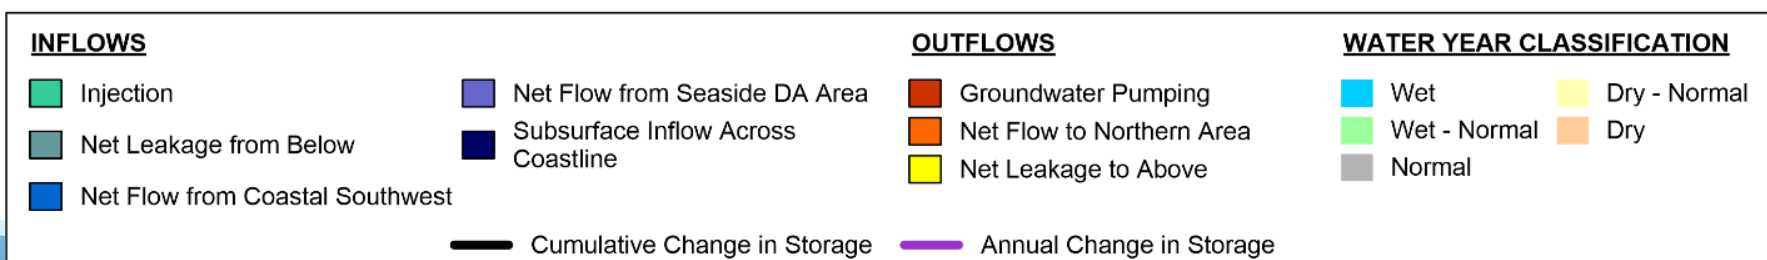 INFLOWS
Injection
Net Leakage from Below
Net Flow from Coastal Southwest
Net Flow from Seaside DA Area
Subsurface Inflow Across
Coastline
OUTFLOWS
Groundwater Pumping
Net Flow to Northern Area
Net Leakage to Above
WATER YEAR CLASSIFICATION
Wet
Wet - Normal
Normal
Dry - Normal
Dry
Cumulative Change in Storage
Annual Change in Storage